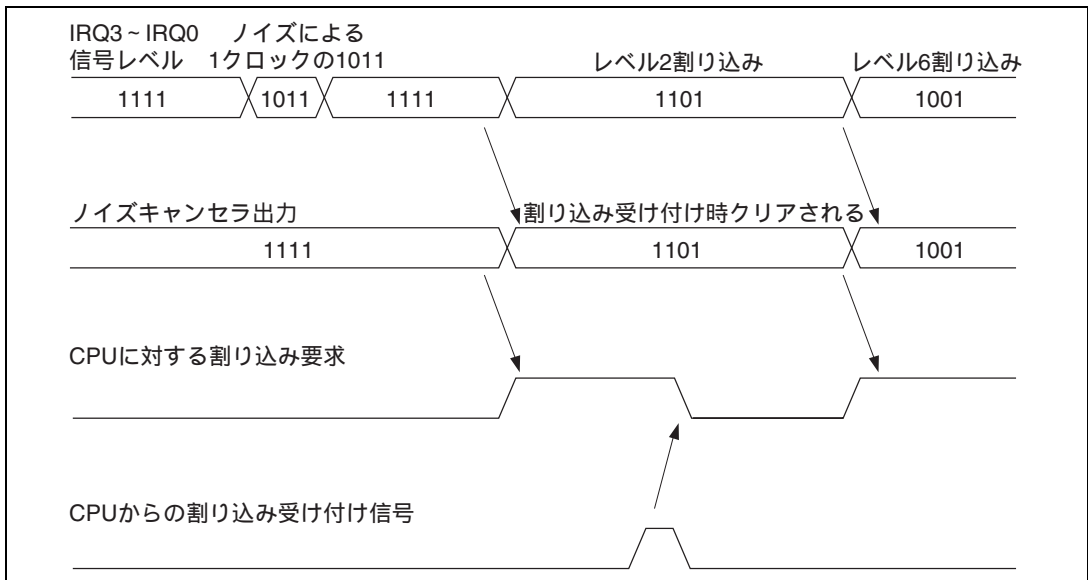 IRQ3~IRQ0 ノイズによる
信号レベル 1クロックの1011 レベル2割り込み レベル6割り込み
1111 1011 1111 1101 1001
ノイズキャンセラ出力 割り込み受け付け時クリアされる
1111 1101 1001
CPUに対する割り込み要求
CPUからの割り込み受け付け信号